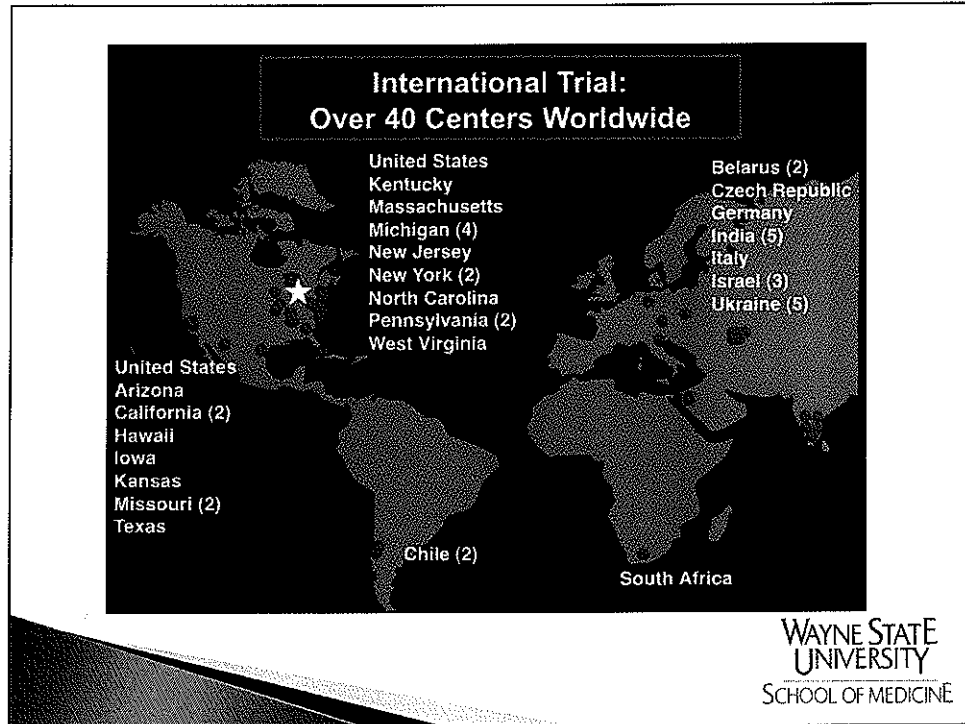 International Trial:
Over 40 Centers Worldwide
United States
Kentucky
Massachusetts
Michigan (4)
New Jersey
New York (2)
North Carolina
Pennsylvania (2)
West Virginia
Belarus (2)
Czech Republic
Germany
India (5)
Italy
Israel (3)
Ukraine (5)
United States
Arizona
California (2)
Hawaii
Iowa
Kansas
Missouri (2)
Texas
Chile (2)
South Africa
WAYNE STATE
UNIVERSITY
SCHOOL OF MEDICINE